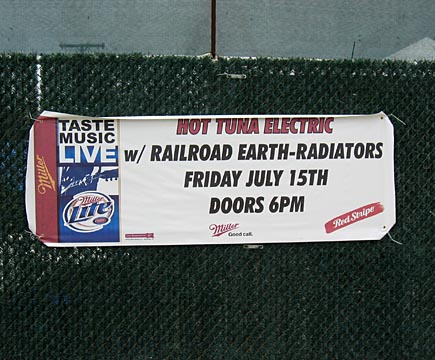 HOT TUNA ELECTRIC
w/ RAILROAD EARTH-RADIATORS
FRIDAY JULY 15TH
DOORS 6PM
TASTE
MUSIC
LIVE
Miller
Miller
Lite
Miller
Good call.
Red Stripe